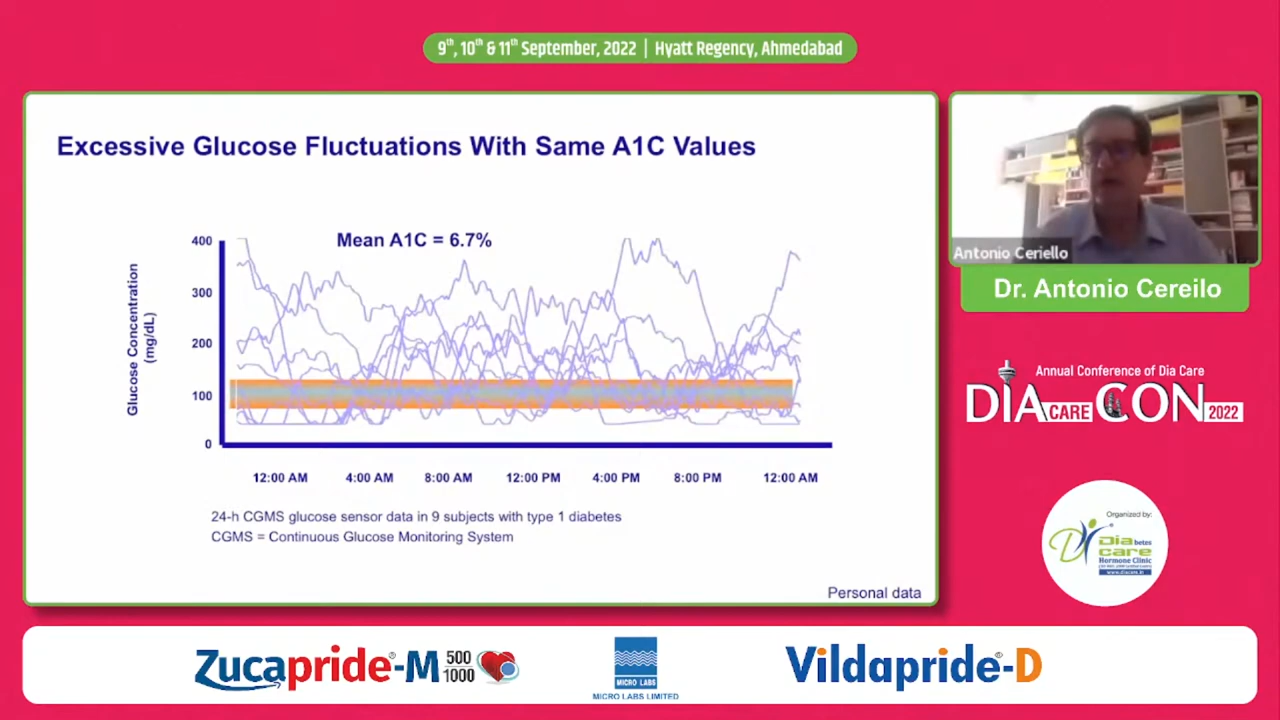 9th, 10th & 11th September, 2022 | Hyatt Regency, Ahmedabad
Excessive Glucose Fluctuations With Same A1C Values
Mean A1C = 6.7%
Glucose Concentration
(mg/dL)
400
300
200
100
0
12:00 AM 4:00 AM 8:00 AM 12:00 PM 4:00 PM 8:00 PM 12:00 AM
24-h CGMS glucose sensor data in 9 subjects with type 1 diabetes
CGMS = Continuous Glucose Monitoring System
Personal data
Antonio Ceriello
Dr. Antonio Cereilo
Annual Conference of Dia Care
DIA CARE CON 2022
Organized by:
Diabetes
care
Hormone Clinic
www.diacare.in
Zucapride®-M 500
1000
MICRO LABS
MICRO LABS LIMITED
Vildapride®-D